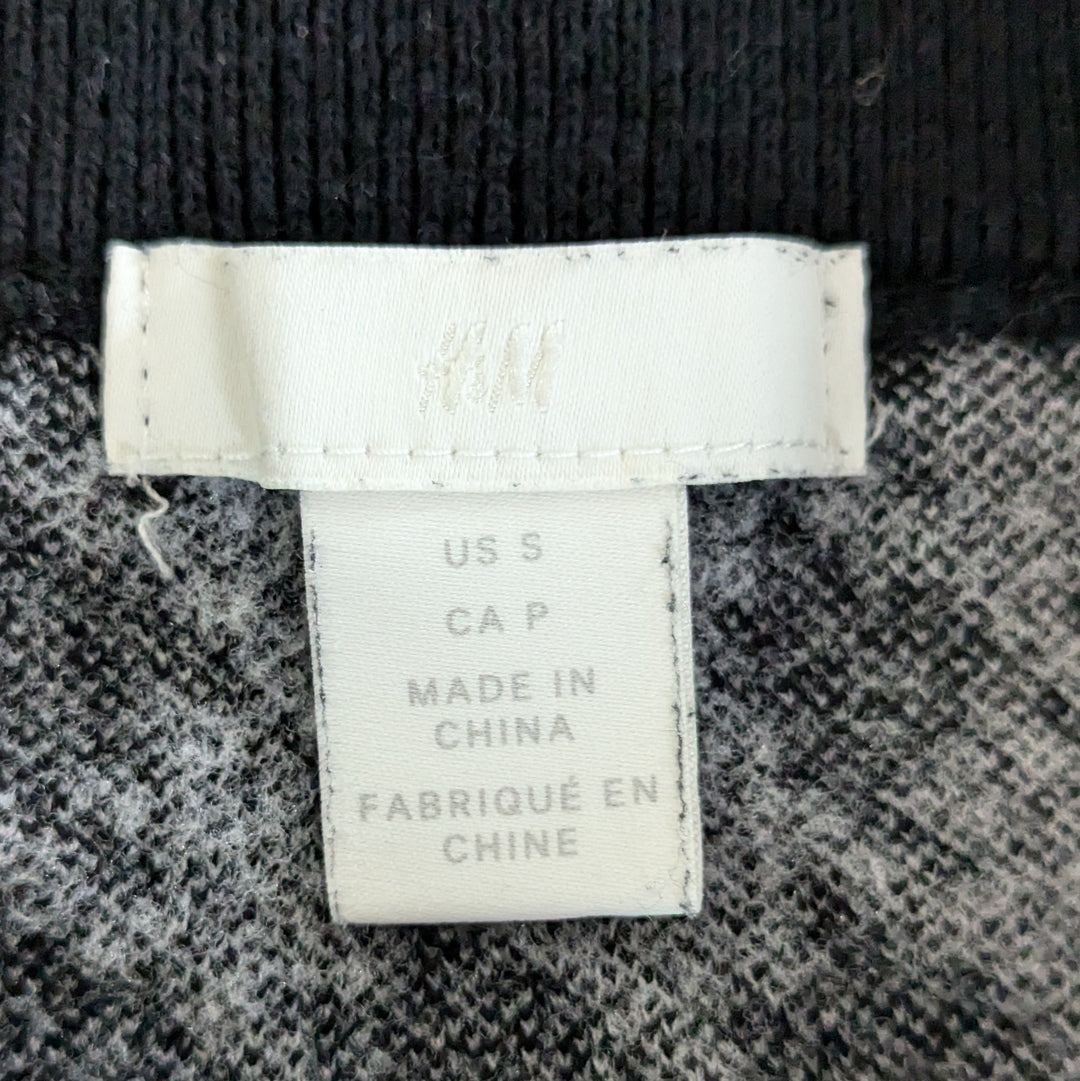 H&M
US S
CA P
MADE IN
CHINA
FABRIQUÉ EN
CHINE